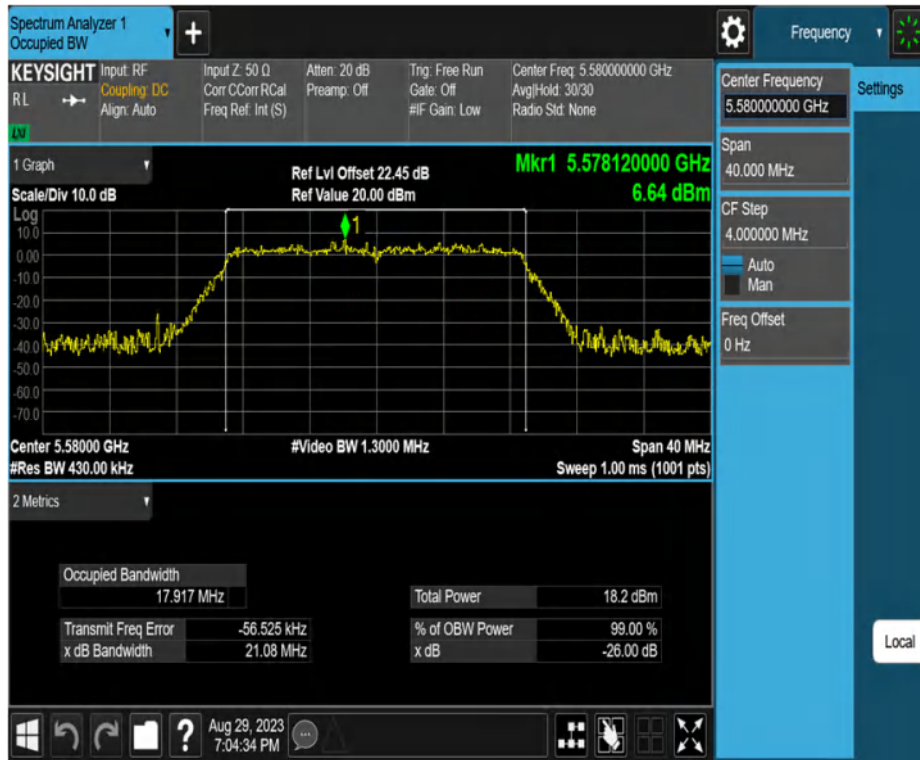 Spectrum Analyzer 1
Occupied BW
+
Frequency
KEYSIGHT
RL
LNI
Input: RF
Coupling: DC
Align: Auto
Input Z: 50 Ω
Corr CCorr RCal
Freq Ref: Int (S)
Atten: 20 dB
Preamp: Off
Trig: Free Run
Gate: Off
#IF Gain: Low
Center Freq: 5.580000000 GHz
Avg|Hold: 30/30
Radio Std: None
Center Frequency
5.580000000 GHz
Settings
Span
40.000 MHz
CF Step
4.000000 MHz
Auto
Man
Freq Offset
0 Hz
Local
1 Graph
Scale/Div 10.0 dB
Ref Lvl Offset 22.45 dB
Ref Value 20.00 dBm
Mkr1 5.578120000 GHz
6.64 dBm
Log
10.0
0.00
-10.0
-20.0
-30.0
-40.0
-50.0
-60.0
-70.0
1
Center 5.58000 GHz
#Video BW 1.3000 MHz
Span 40 MHz
#Res BW 430.00 kHz
Sweep 1.00 ms (1001 pts)
2 Metrics
Occupied Bandwidth
17.917 MHz
Total Power 18.2 dBm
Transmit Freq Error -56.525 kHz
% of OBW Power 99.00 %
x dB Bandwidth 21.08 MHz
x dB -26.00 dB
?
Aug 29, 2023
7:04:34 PM